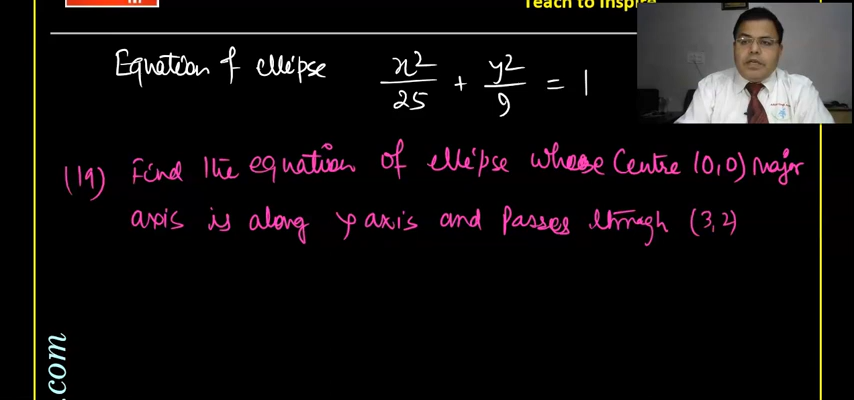 Teach to Inspire
Equation of ellipse x²/25 + y²/9 = 1
(19) Find the equation of ellipse whose Centre (0,0) major
axis is along y axis and passes through (3,2)
.com